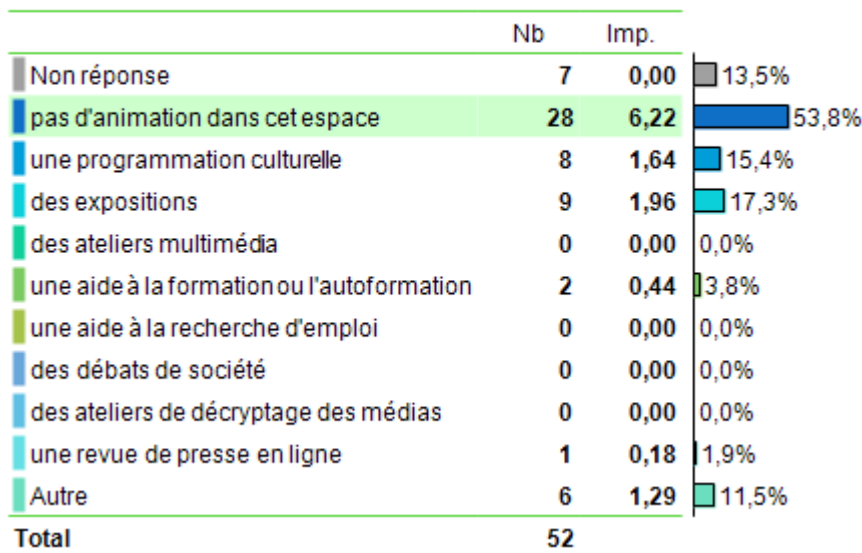 Nb Imp.
Non réponse 7 0,00 13,5%
pas d'animation dans cet espace 28 6,22 53,8%
une programmation culturelle 8 1,64 15,4%
des expositions 9 1,96 17,3%
des ateliers multimédia 0 0,00 0,0%
une aide à la formation ou l'autoformation 2 0,44 3,8%
une aide à la recherche d'emploi 0 0,00 0,0%
des débats de société 0 0,00 0,0%
des ateliers de décryptage des médias 0 0,00 0,0%
une revue de presse en ligne 1 0,18 1,9%
Autre 6 1,29 11,5%
Total 52